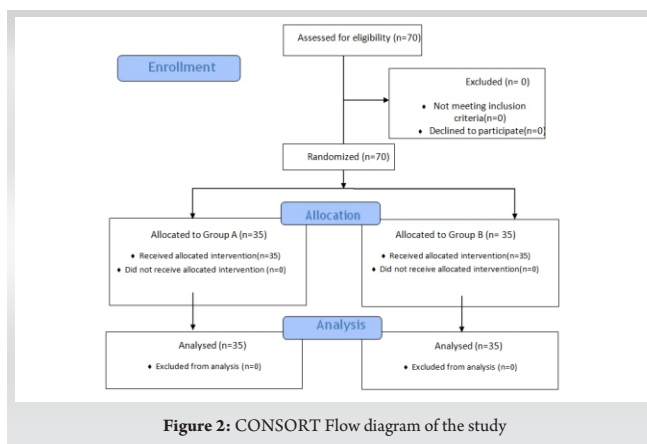 Assessed for eligibility (n=70)
Enrollment
Excluded (n= 0)
♦ Not meeting inclusion
criteria(n=0)
♦ Declined to participate(n=0)
Randomized (n=70)
Allocation
Allocated to Group A (n=35)
♦ Received allocated intervention(n=35)
♦ Did not receive allocated intervention (n=0)
Allocated to Group B (n= 35)
♦ Received allocated intervention (n=35)
♦ Did not receive allocated intervention(n=0)
Analysis
Analysed (n=35)
♦ Excluded from analysis (n=0)
Analysed (n=35)
♦ Excluded from analysis (n=0)
Figure 2: CONSORT Flow diagram of the study